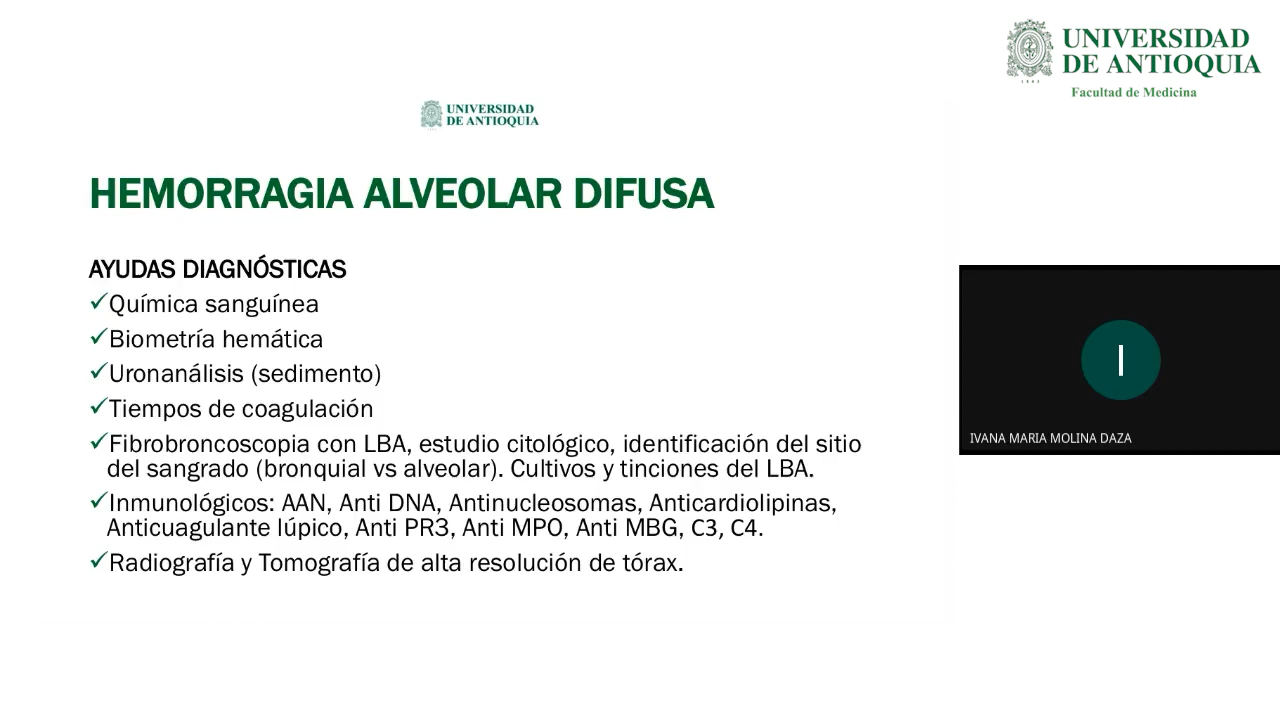 UNIVERSIDAD
DE ANTIOQUIA
Facultad de Medicina
UNIVERSIDAD
DE ANTIOQUIA
HEMORRAGIA ALVEOLAR DIFUSA
AYUDAS DIAGNÓSTICAS
✓Química sanguínea
✓Biometría hemática
✓Uronanálisis (sedimento)
✓Tiempos de coagulación
✓Fibrobroncoscopia con LBA, estudio citológico, identificación del sitio
del sangrado (bronquial vs alveolar). Cultivos y tinciones del LBA.
✓Inmunológicos: AAN, Anti DNA, Antinucleosomas, Anticardiolipinas,
Anticuagulante lúpico, Anti PR3, Anti MPO, Anti MBG, C3, C4.
✓Radiografía y Tomografía de alta resolución de tórax.
I
IVANA MARIA MOLINA DAZA